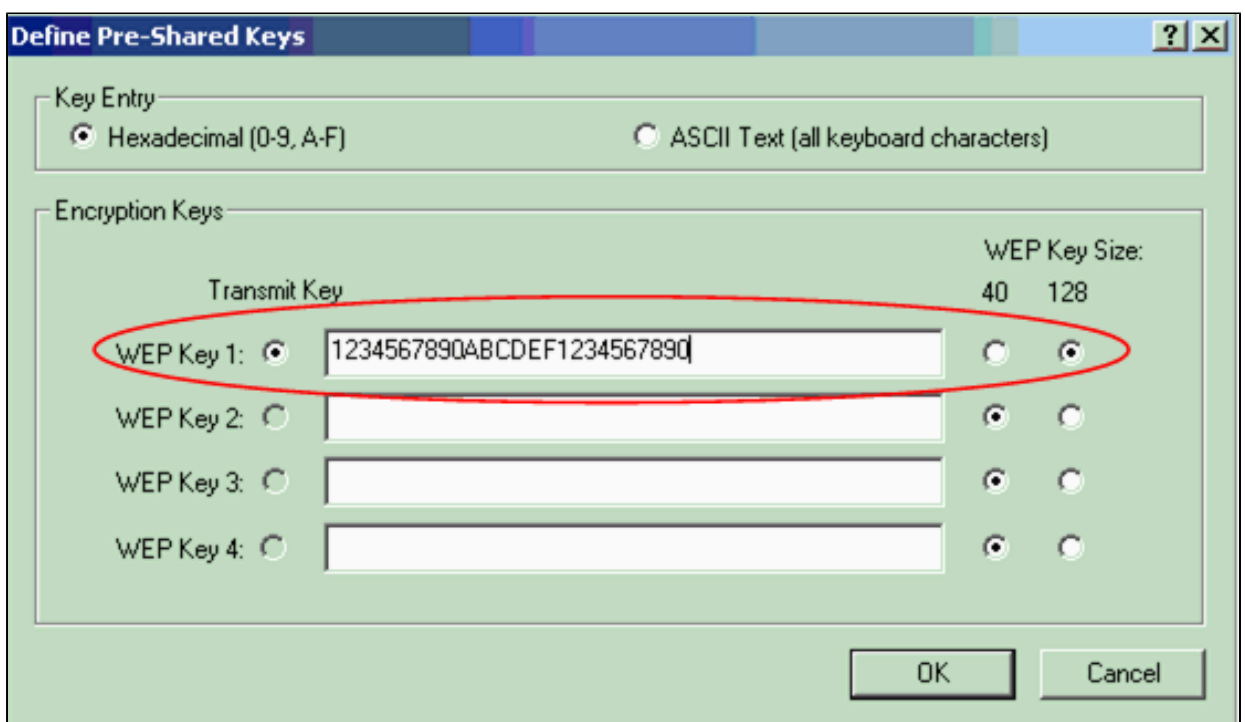 Define Pre-Shared Keys
Key Entry
Hexadecimal (0-9, A-F) ASCII Text (all keyboard characters)
Encryption Keys
WEP Key Size:
Transmit Key 40 128
WEP Key 1: 1234567890ABCDEF1234567890
WEP Key 2:
WEP Key 3:
WEP Key 4:
OK Cancel